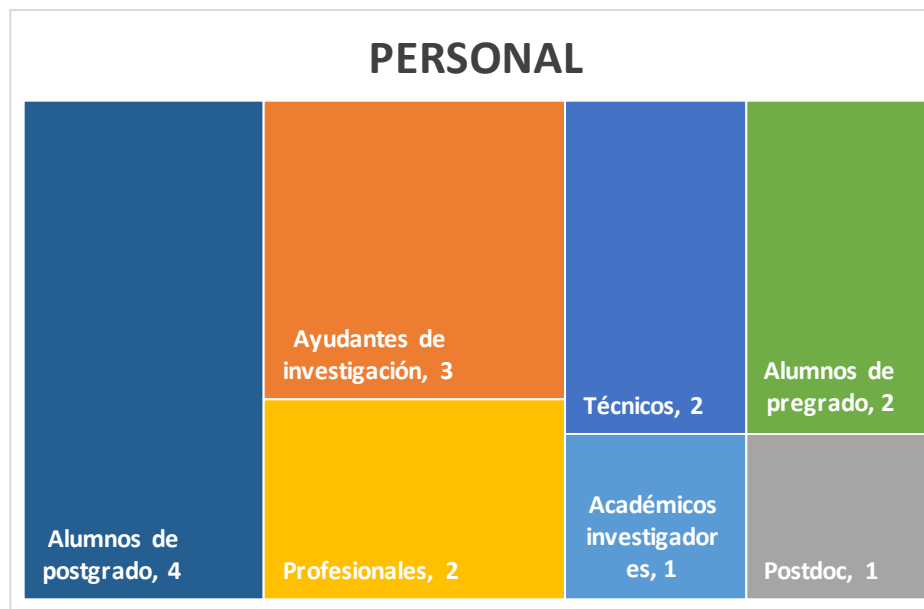 PERSONAL
Ayudantes de
investigación, 3
Técnicos, 2
Alumnos de
pregrado, 2
Alumnos de
postgrado, 4
Profesionales, 2
Académicos
investigador
es, 1
Postdoc, 1